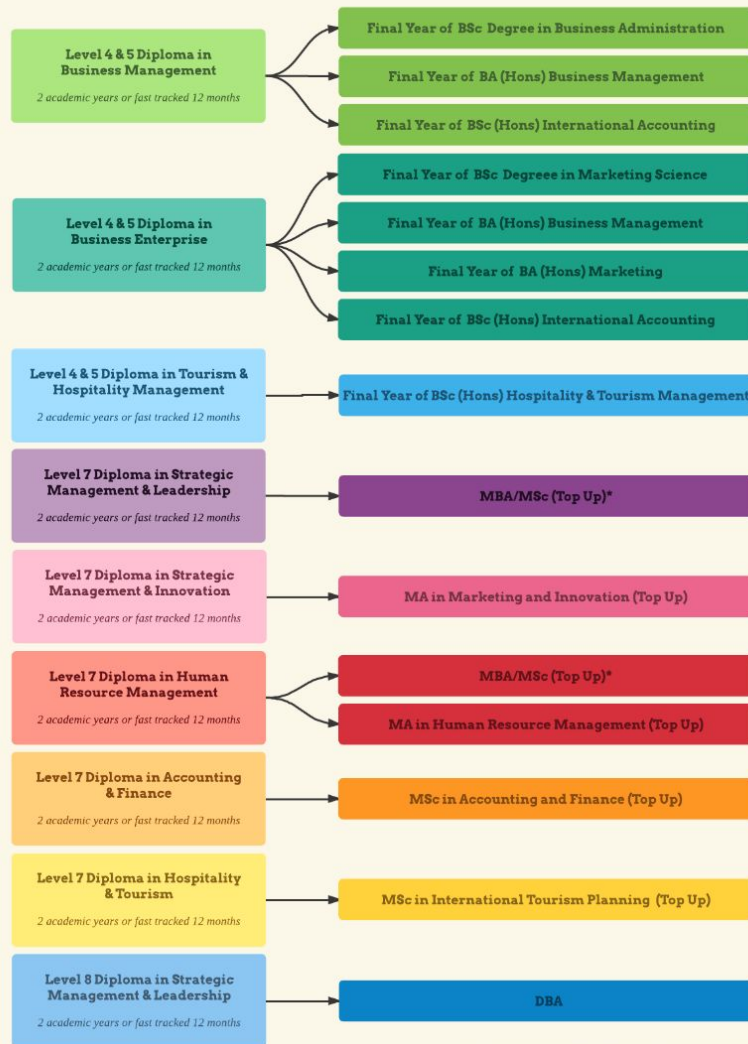 Level 4 & 5 Diploma in
Business Management
2 academic years or fast tracked 12 months
Final Year of BSc Degree in Business Administration
Final Year of BA (Hons) Business Management
Final Year of BSc (Hons) International Accounting
Level 4 & 5 Diploma in
Business Enterprise
2 academic years or fast tracked 12 months
Final Year of BSc Degreee in Marketing Science
Final Year of BA (Hons) Business Management
Final Year of BA (Hons) Marketing
Final Year of BSc (Hons) International Accounting
Level 4 & 5 Diploma in Tourism &
Hospitality Management
2 academic years or fast tracked 12 months
Final Year of BSc (Hons) Hospitality & Tourism Management
Level 7 Diploma in Strategic
Management & Leadership
2 academic years or fast tracked 12 months
MBA/MSc (Top Up)*
Level 7 Diploma in Strategic
Management & Innovation
2 academic years or fast tracked 12 months
MA in Marketing and Innovation (Top Up)
Level 7 Diploma in Human
Resource Management
2 academic years or fast tracked 12 months
MBA/MSc (Top Up)*
MA in Human Resource Management (Top Up)
Level 7 Diploma in Accounting
& Finance
2 academic years or fast tracked 12 months
MSc in Accounting and Finance (Top Up)
Level 7 Diploma in Hospitality
& Tourism
2 academic years or fast tracked 12 months
MSc in International Tourism Planning (Top Up)
Level 8 Diploma in Strategic
Management & Leadership
2 academic years or fast tracked 12 months
DBA